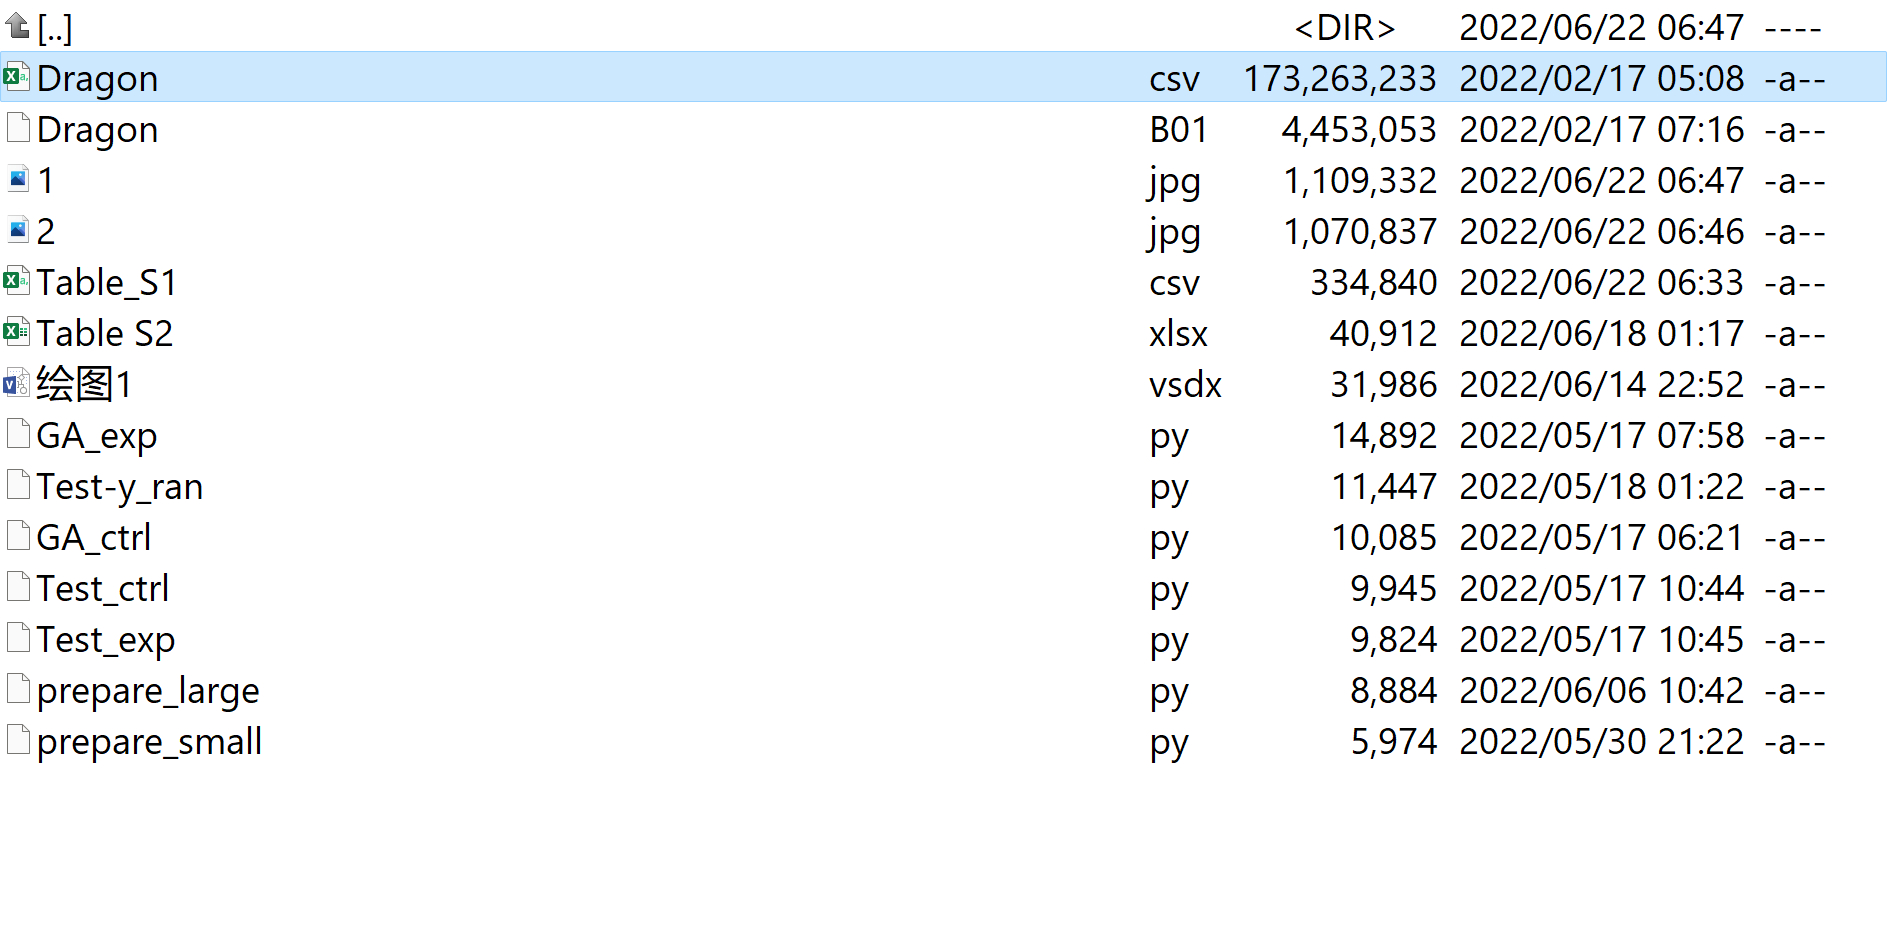 [..] <DIR> 2022/06/22 06:47 ----
Dragon csv 173,263,233 2022/02/17 05:08 -a--
Dragon B01 4,453,053 2022/02/17 07:16 -a--
1 jpg 1,109,332 2022/06/22 06:47 -a--
2 jpg 1,070,837 2022/06/22 06:46 -a--
Table_S1 csv 334,840 2022/06/22 06:33 -a--
Table S2 xlsx 40,912 2022/06/18 01:17 -a--
绘图1 vsdx 31,986 2022/06/14 22:52 -a--
GA_exp py 14,892 2022/05/17 07:58 -a--
Test-y_ran py 11,447 2022/05/18 01:22 -a--
GA_ctrl py 10,085 2022/05/17 06:21 -a--
Test_ctrl py 9,945 2022/05/17 10:44 -a--
Test_exp py 9,824 2022/05/17 10:45 -a--
prepare_large py 8,884 2022/06/06 10:42 -a--
prepare_small py 5,974 2022/05/30 21:22 -a--